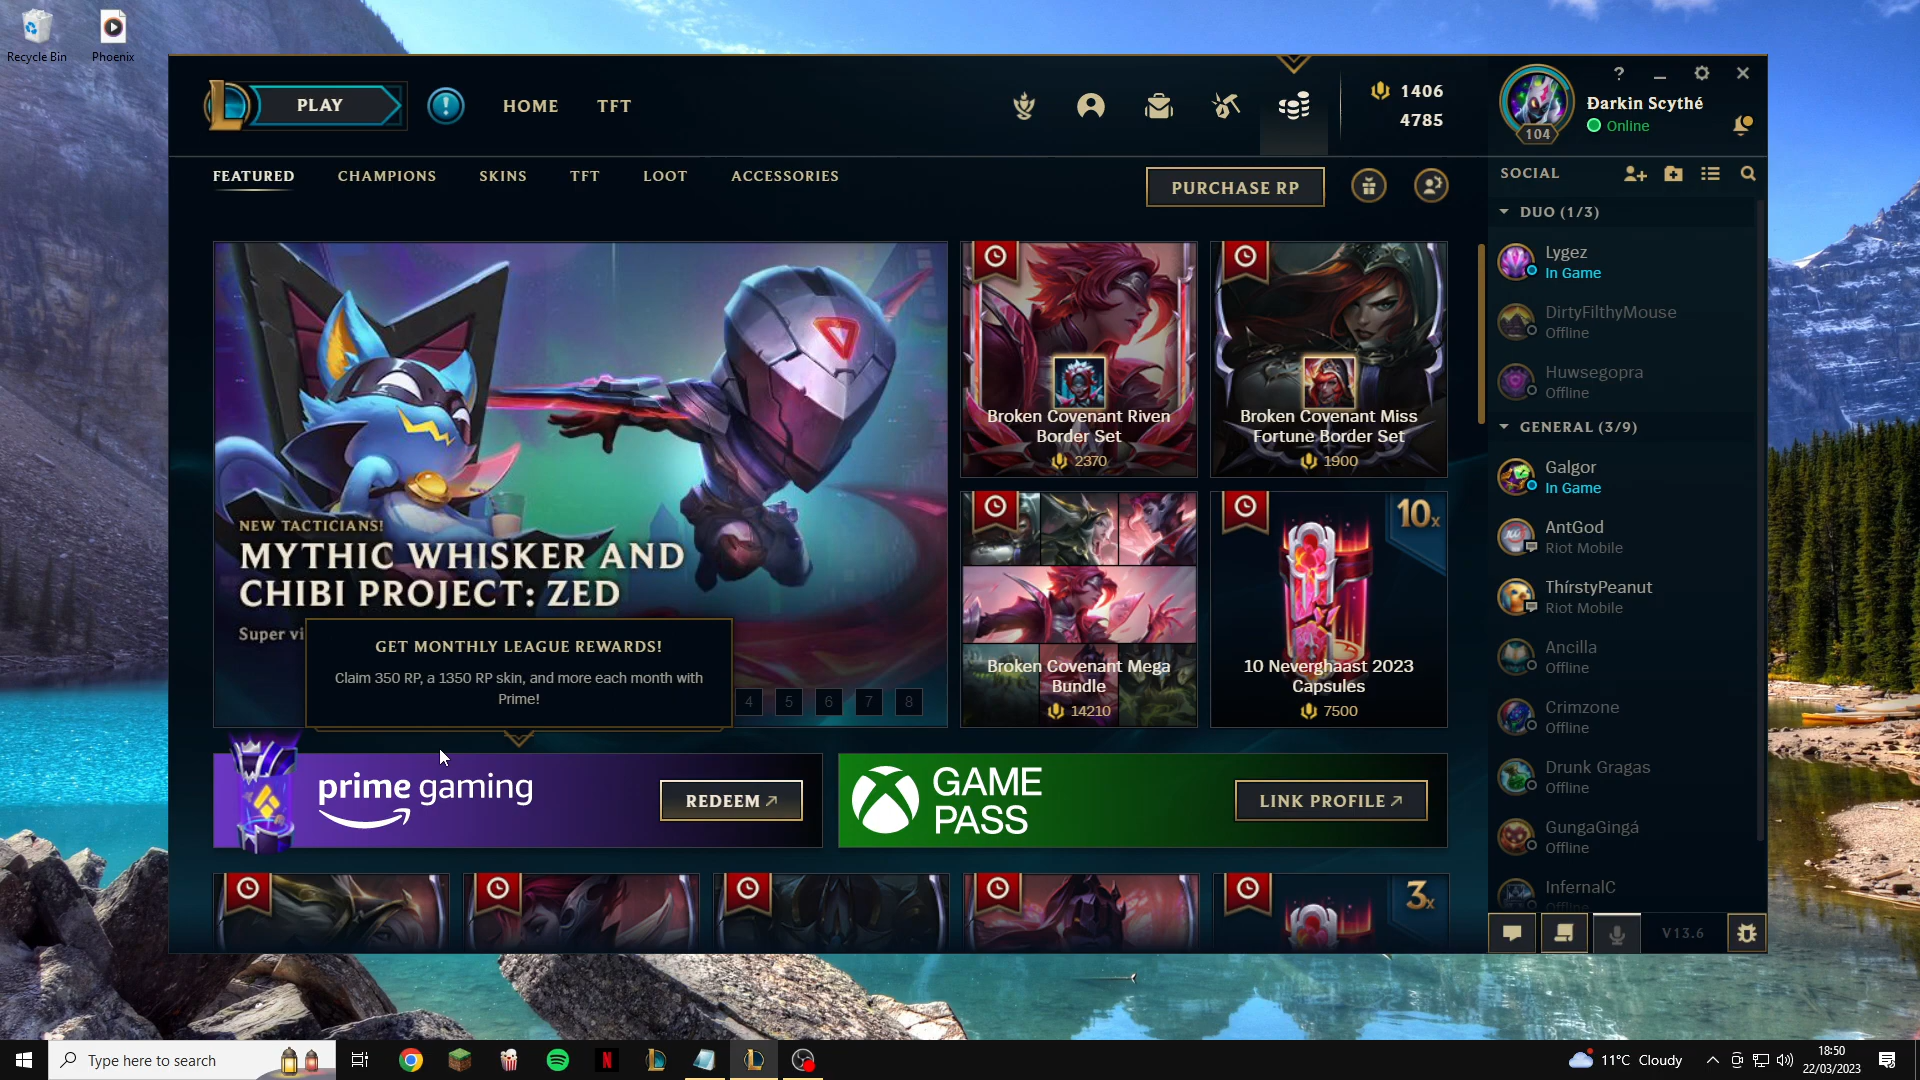 Recycle Bin
Phoenix
PLAY
HOME
TFT
1406
4785
104
Đarkin Scythé
Online
FEATURED
CHAMPIONS
SKINS
TFT
LOOT
ACCESSORIES
PURCHASE RP
SOCIAL
NEW TACTICIANS!
MYTHIC WHISKER AND
CHIBI PROJECT: ZED
Super vi
4
5
6
7
8
GET MONTHLY LEAGUE REWARDS!
Claim 350 RP, a 1350 RP skin, and more each month with
Prime!
Broken Covenant Riven
Border Set
2370
Broken Covenant Miss
Fortune Border Set
1900
Broken Covenant Mega
Bundle
14210
10x
10 Neverghaast 2023
Capsules
7500
prime gaming
REDEEM
GAME
PASS
LINK PROFILE
3x
DUO (1/3)
Lygez
In Game
DirtyFilthyMouse
Offline
Huwsegopra
Offline
GENERAL (3/9)
Galgor
In Game
AntGod
Riot Mobile
ThírstyPeanut
Riot Mobile
Ancilla
Offline
Crimzone
Offline
Drunk Gragas
Offline
GungaGingá
Offline
InfernalC
Offline
V13.6
Type here to search
11°C Cloudy
18:50
22/03/2023